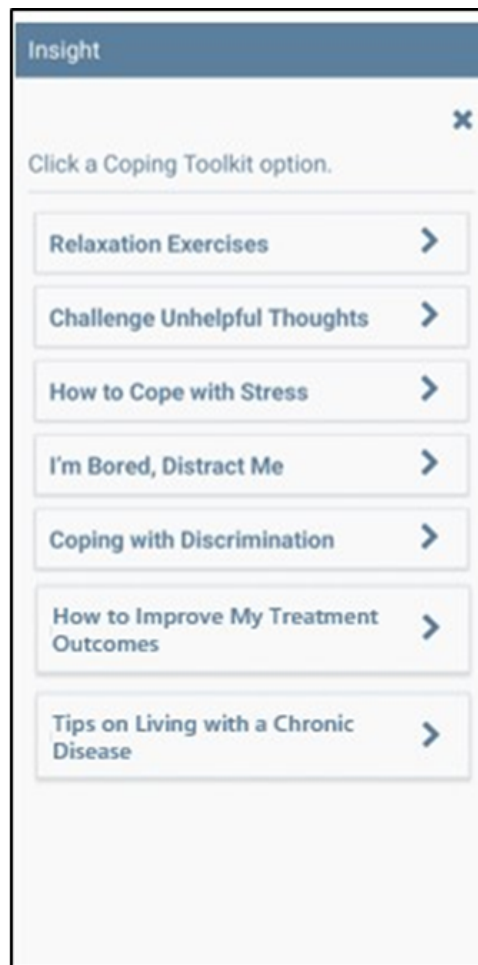 Insight
Click a Coping Toolkit option.
Relaxation Exercises
Challenge Unhelpful Thoughts
How to Cope with Stress
I'm Bored, Distract Me
Coping with Discrimination
How to Improve My Treatment
Outcomes
Tips on Living with a Chronic
Disease